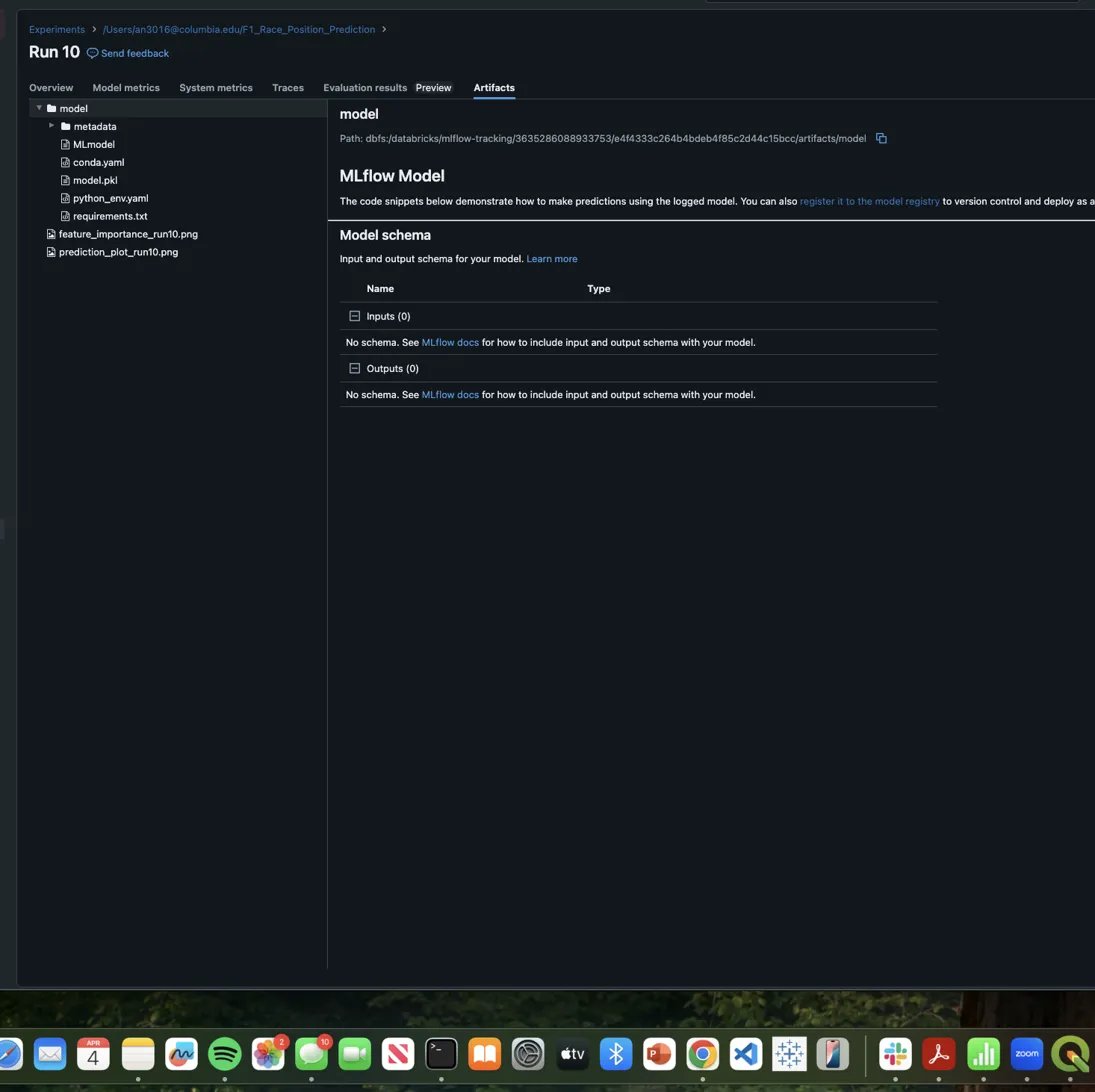 Experiments > /Users/an3016@columbia.edu/F1_Race_Position_Prediction >
Run 10 Send feedback
Overview Model metrics System metrics Traces Evaluation results Preview Artifacts
model
metadata
MLmodel
conda.yaml
model.pkl
python_env.yaml
requirements.txt
feature_importance_run10.png
prediction_plot_run10.png
model
Path: dbfs:/databricks/mlflow-tracking/3635286088933753/e4f4333c264b4bdeb4f85c2d44c15bcc/artifacts/model
MLflow Model
The code snippets below demonstrate how to make predictions using the logged model. You can also register it to the model registry to version control and deploy as a
Model schema
Input and output schema for your model. Learn more
Name Type
Inputs (0)
No schema. See MLflow docs for how to include input and output schema with your model.
Outputs (0)
No schema. See MLflow docs for how to include input and output schema with your model.
APR
4
2
10
tv
P
zoom